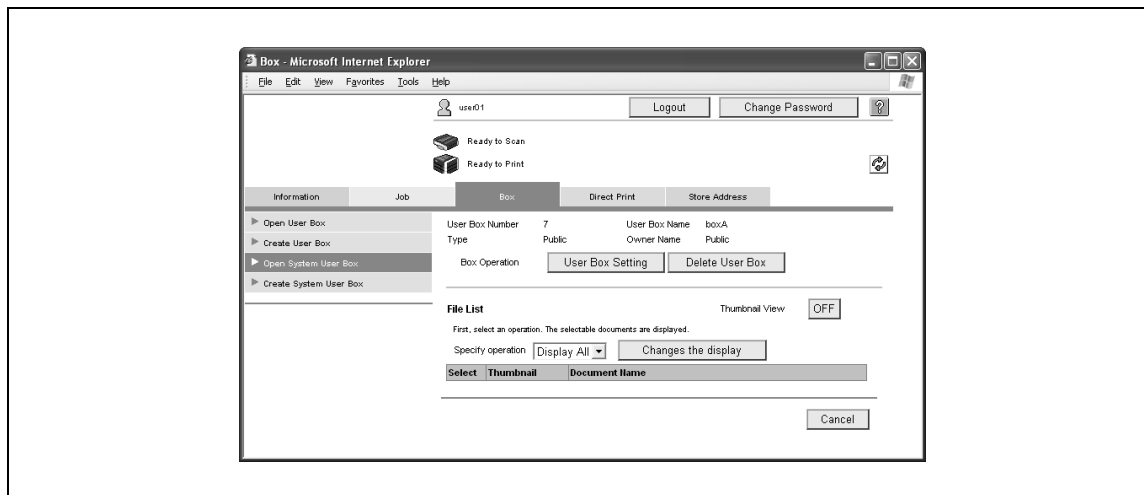 Box - Microsoft Internet Explorer
File Edit View Favorites Tools Help
user01 Logout Change Password ?
Ready to Scan
Ready to Print
Information Job Box Direct Print Store Address
Open User Box
Create User Box
Open System User Box
Create System User Box
User Box Number 7 User Box Name boxA
Type Public Owner Name Public
Box Operation User Box Setting Delete User Box
File List Thumbnail View OFF
First, select an operation. The selectable documents are displayed.
Specify operation Display All Changes the display
Select Thumbnail Document Name
Cancel